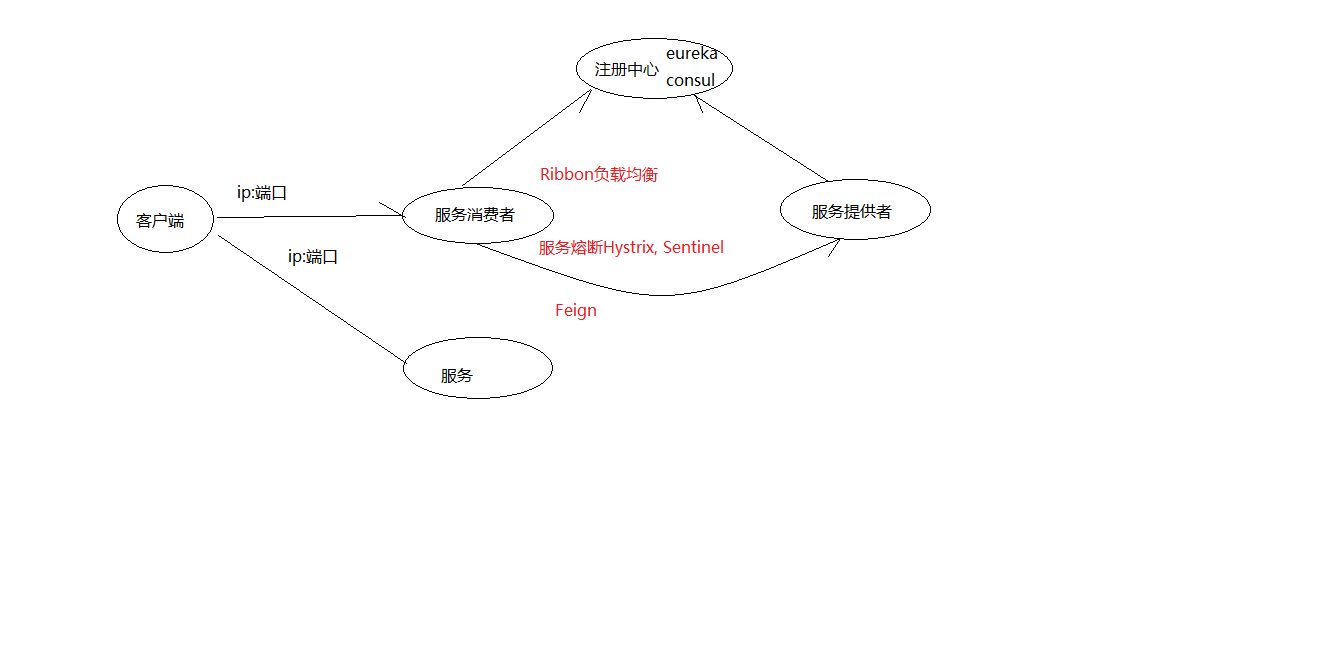 eureka
注册中心
consul
Ribbon负载均衡
ip:端口
客户端
服务消费者
服务提供者
服务熔断Hystrix, Sentinel
ip:端口
Feign
服务